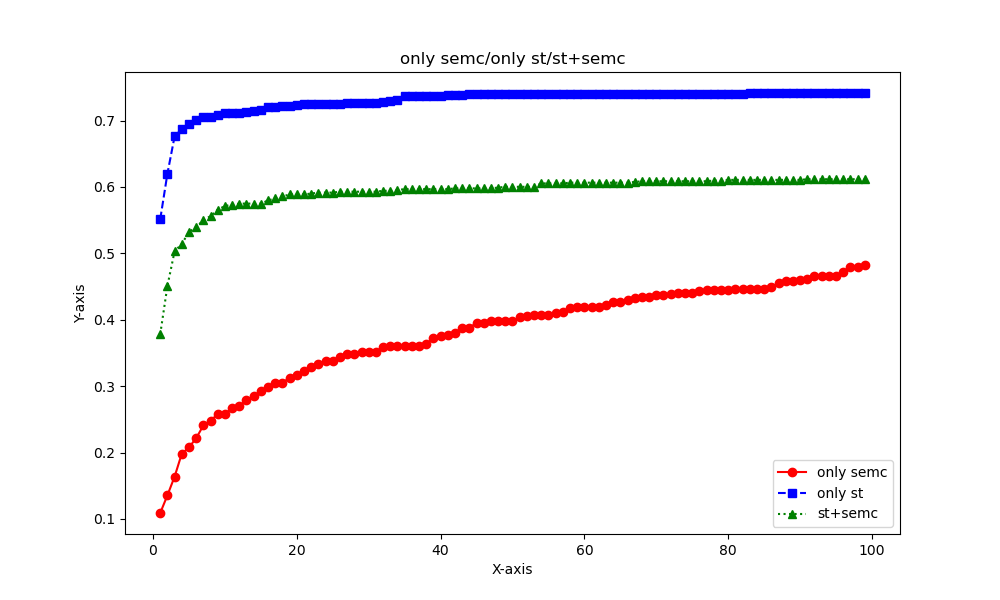 only semc/only st/st+semc
Y-axis
0.7
0.6
0.5
0.4
0.3
0.2
0.1
only semc
only st
st+semc
0 20 40 60 80 100
X-axis